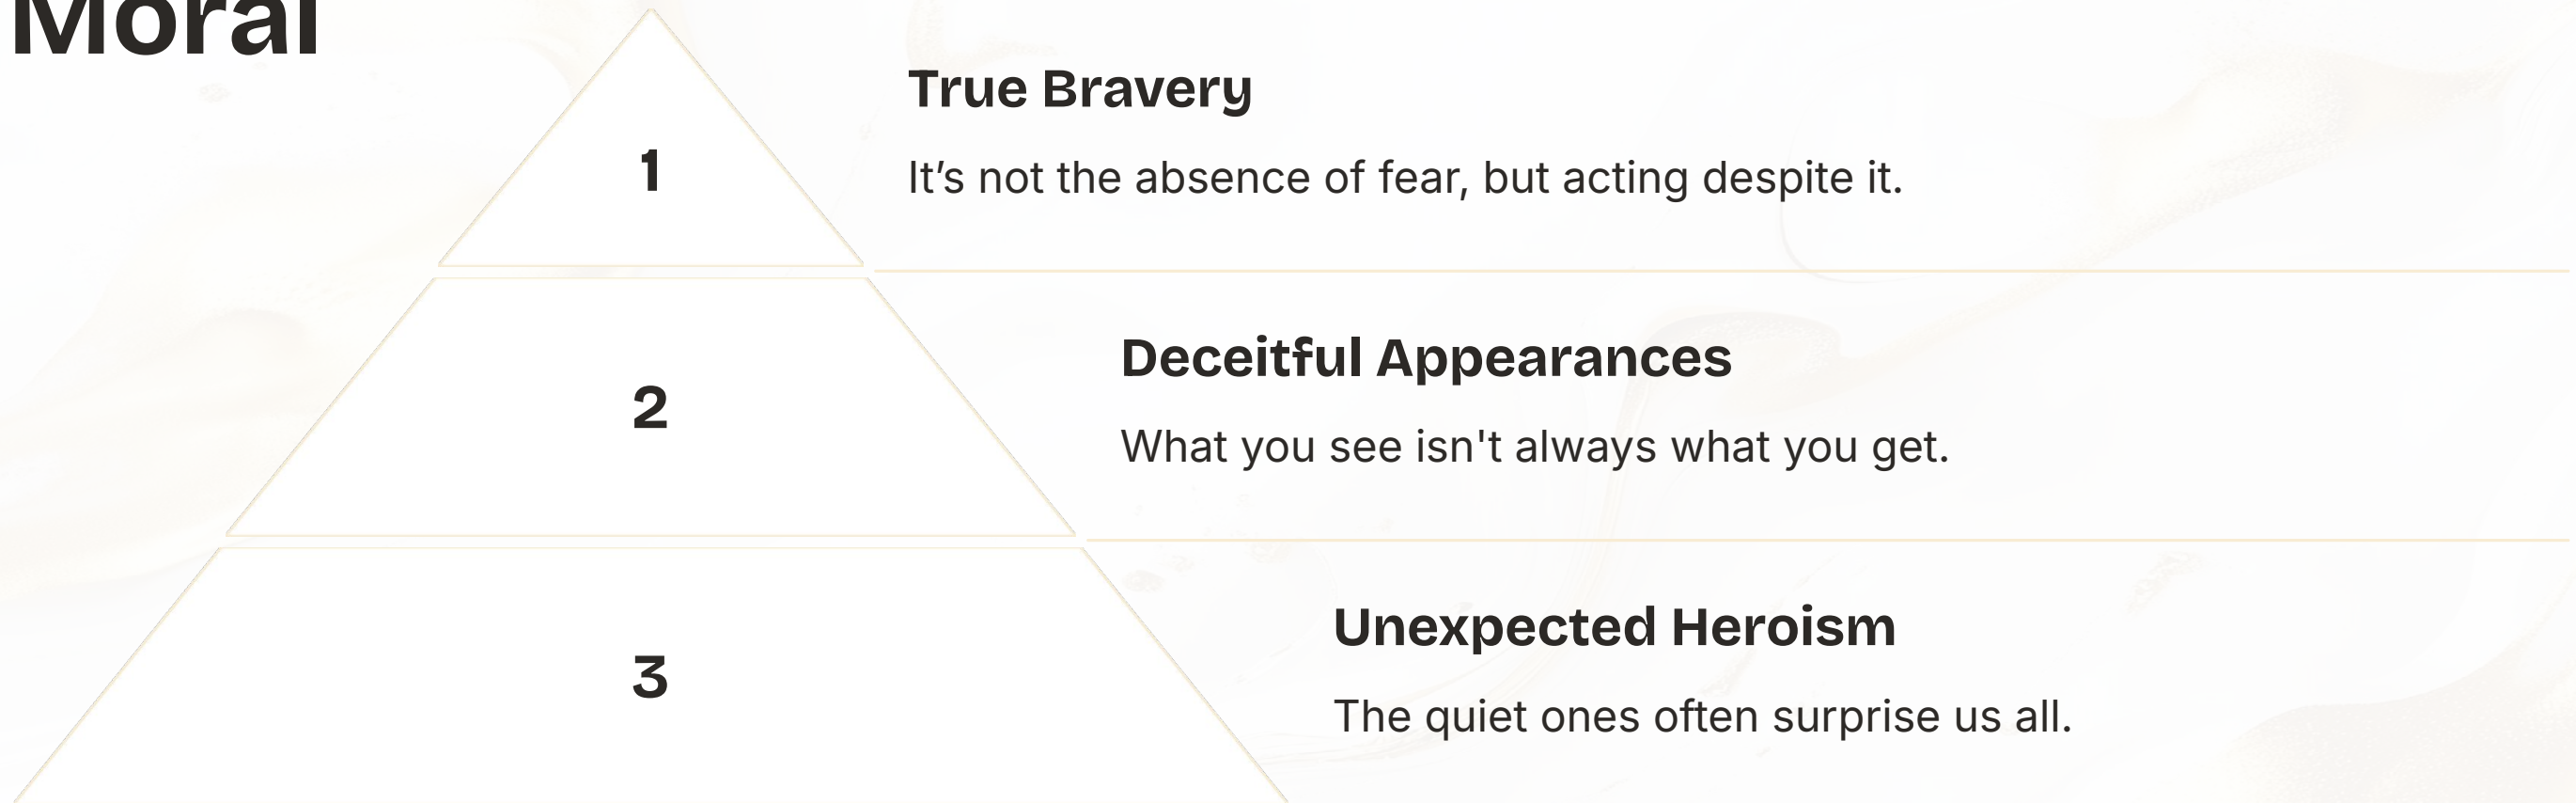 Moral
1
True Bravery
It’s not the absence of fear, but acting despite it.
2
Deceitful Appearances
What you see isn't always what you get.
3
Unexpected Heroism
The quiet ones often surprise us all.